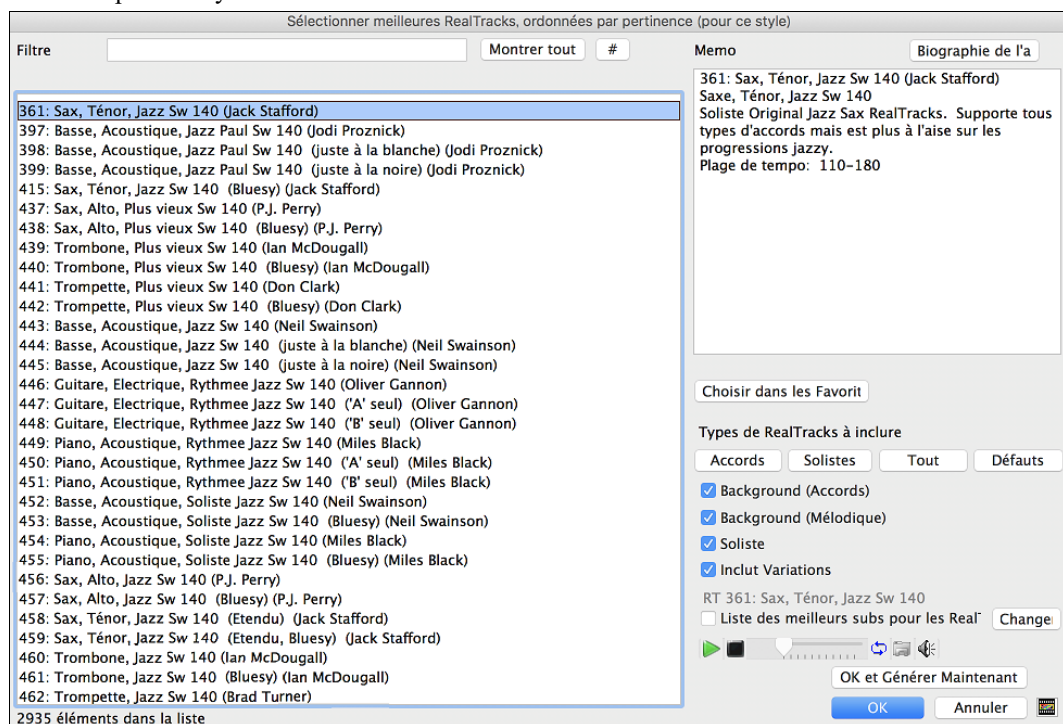 Sélectionner meilleures RealTracks, ordonnées par pertinence (pour ce style)
Filtre
Montrer tout
#
Memo
Biographie de l'a
361: Sax, Ténor, Jazz Sw 140 (Jack Stafford)
397: Basse, Acoustique, Jazz Paul Sw 140 (Jodi Proznick)
398: Basse, Acoustique, Jazz Paul Sw 140  (juste à la blanche) (Jodi Proznick)
399: Basse, Acoustique, Jazz Paul Sw 140  (juste à la noire) (Jodi Proznick)
415: Sax, Ténor, Jazz Sw 140  (Bluesy) (Jack Stafford)
437: Sax, Alto, Plus vieux Sw 140 (P.J. Perry)
438: Sax, Alto, Plus vieux Sw 140  (Bluesy) (P.J. Perry)
439: Trombone, Plus vieux Sw 140 (Ian McDougall)
440: Trombone, Plus vieux Sw 140  (Bluesy) (Ian McDougall)
441: Trompette, Plus vieux Sw 140 (Don Clark)
442: Trompette, Plus vieux Sw 140  (Bluesy) (Don Clark)
443: Basse, Acoustique, Jazz Sw 140 (Neil Swainson)
444: Basse, Acoustique, Jazz Sw 140  (juste à la blanche) (Neil Swainson)
445: Basse, Acoustique, Jazz Sw 140  (juste à la noire) (Neil Swainson)
446: Guitare, Electrique, Rythmee Jazz Sw 140 (Oliver Gannon)
447: Guitare, Electrique, Rythmee Jazz Sw 140  ('A' seul)  (Oliver Gannon)
448: Guitare, Electrique, Rythmee Jazz Sw 140  ('B' seul)  (Oliver Gannon)
449: Piano, Acoustique, Rythmee Jazz Sw 140 (Miles Black)
450: Piano, Acoustique, Rythmee Jazz Sw 140  ('A' seul)  (Miles Black)
451: Piano, Acoustique, Rythmee Jazz Sw 140  ('B' seul)  (Miles Black)
452: Basse, Acoustique, Soliste Jazz Sw 140 (Neil Swainson)
453: Basse, Acoustique, Soliste Jazz Sw 140  (Bluesy) (Neil Swainson)
454: Piano, Acoustique, Soliste Jazz Sw 140 (Miles Black)
455: Piano, Acoustique, Soliste Jazz Sw 140  (Bluesy) (Miles Black)
456: Sax, Alto, Jazz Sw 140 (P.J. Perry)
457: Sax, Alto, Jazz Sw 140  (Bluesy) (P.J. Perry)
458: Sax, Ténor, Jazz Sw 140  (Etendu)  (Jack Stafford)
459: Sax, Ténor, Jazz Sw 140  (Etendu, Bluesy)  (Jack Stafford)
460: Trombone, Jazz Sw 140 (Ian McDougall)
461: Trombone, Jazz Sw 140  (Bluesy) (Ian McDougall)
462: Trompette, Jazz Sw 140 (Brad Turner)
2935 éléments dans la liste
361: Sax, Ténor, Jazz Sw 140 (Jack Stafford)
Saxe, Ténor, Jazz Sw 140
Soliste Original Jazz Sax RealTracks.  Supporte tous
types d'accords mais est plus à l'aise sur les
progressions jazzy.
Plage de tempo:  110-180
Choisir dans les Favorit
Types de RealTracks à inclure
Accords
Solistes
Tout
Défauts
Background (Accords)
Background (Mélodique)
Soliste
Inclut Variations
RT 361: Sax, Ténor, Jazz Sw 140
Liste des meilleurs subs pour les Real
Change
OK et Générer Maintenant
OK
Annuler